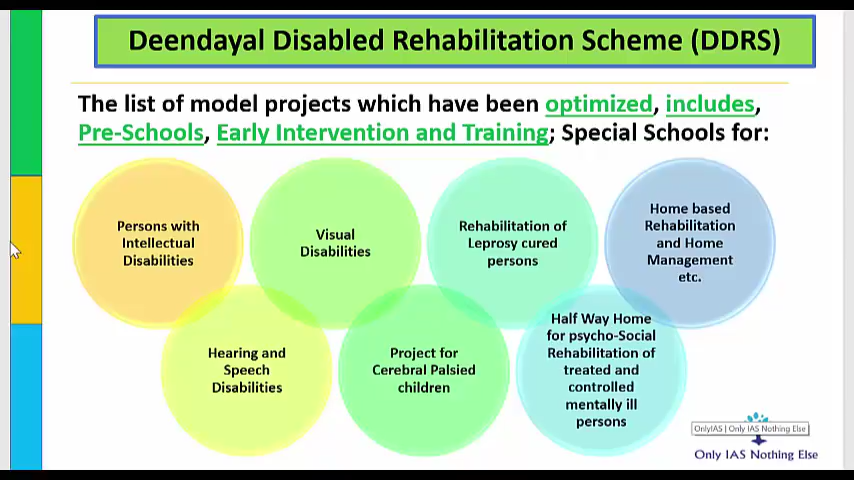 Deendayal Disabled Rehabilitation Scheme (DDRS)
The list of model projects which have been optimized, includes,
Pre-Schools, Early Intervention and Training; Special Schools for:
Persons with
Intellectual
Disabilities
Hearing and
Speech
Disabilities
Visual
Disabilities
Project for
Cerebral Palsied
children
Rehabilitation of
Leprosy cured
persons
Half Way Home
for psycho-Social
Rehabilitation of
treated and
controlled
mentally ill
persons
Home based
Rehabilitation
and Home
Management
etc.
OnlyIAS | Only IAS Nothing Else
Only IAS Nothing Else